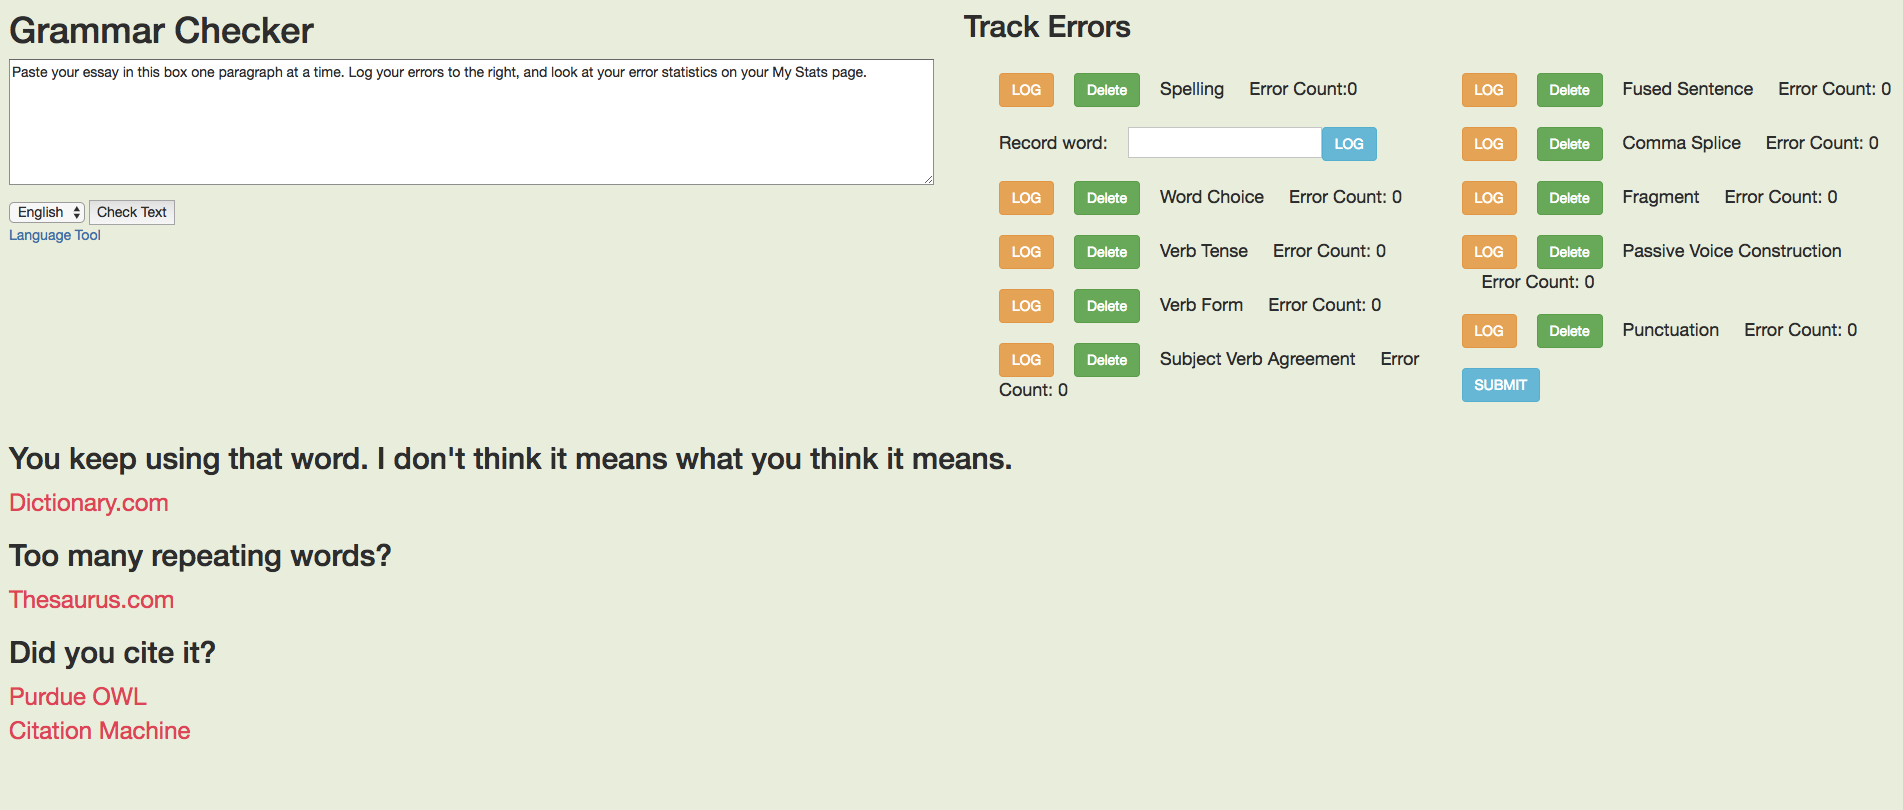 Grammar Checker
Paste your essay in this box one paragraph at a time. Log your errors to the right, and look at your error statistics on your My Stats page.
English Check Text
Language Tool
Track Errors
LOG Delete Spelling Error Count:0
Record word: LOG
LOG Delete Word Choice Error Count: 0
LOG Delete Verb Tense Error Count: 0
LOG Delete Verb Form Error Count: 0
LOG Delete Subject Verb Agreement Error
Count: 0
LOG Delete Fused Sentence Error Count: 0
LOG Delete Comma Splice Error Count: 0
LOG Delete Fragment Error Count: 0
LOG Delete Passive Voice Construction
Error Count: 0
LOG Delete Punctuation Error Count: 0
SUBMIT
You keep using that word. I don't think it means what you think it means.
Dictionary.com
Too many repeating words?
Thesaurus.com
Did you cite it?
Purdue OWL
Citation Machine